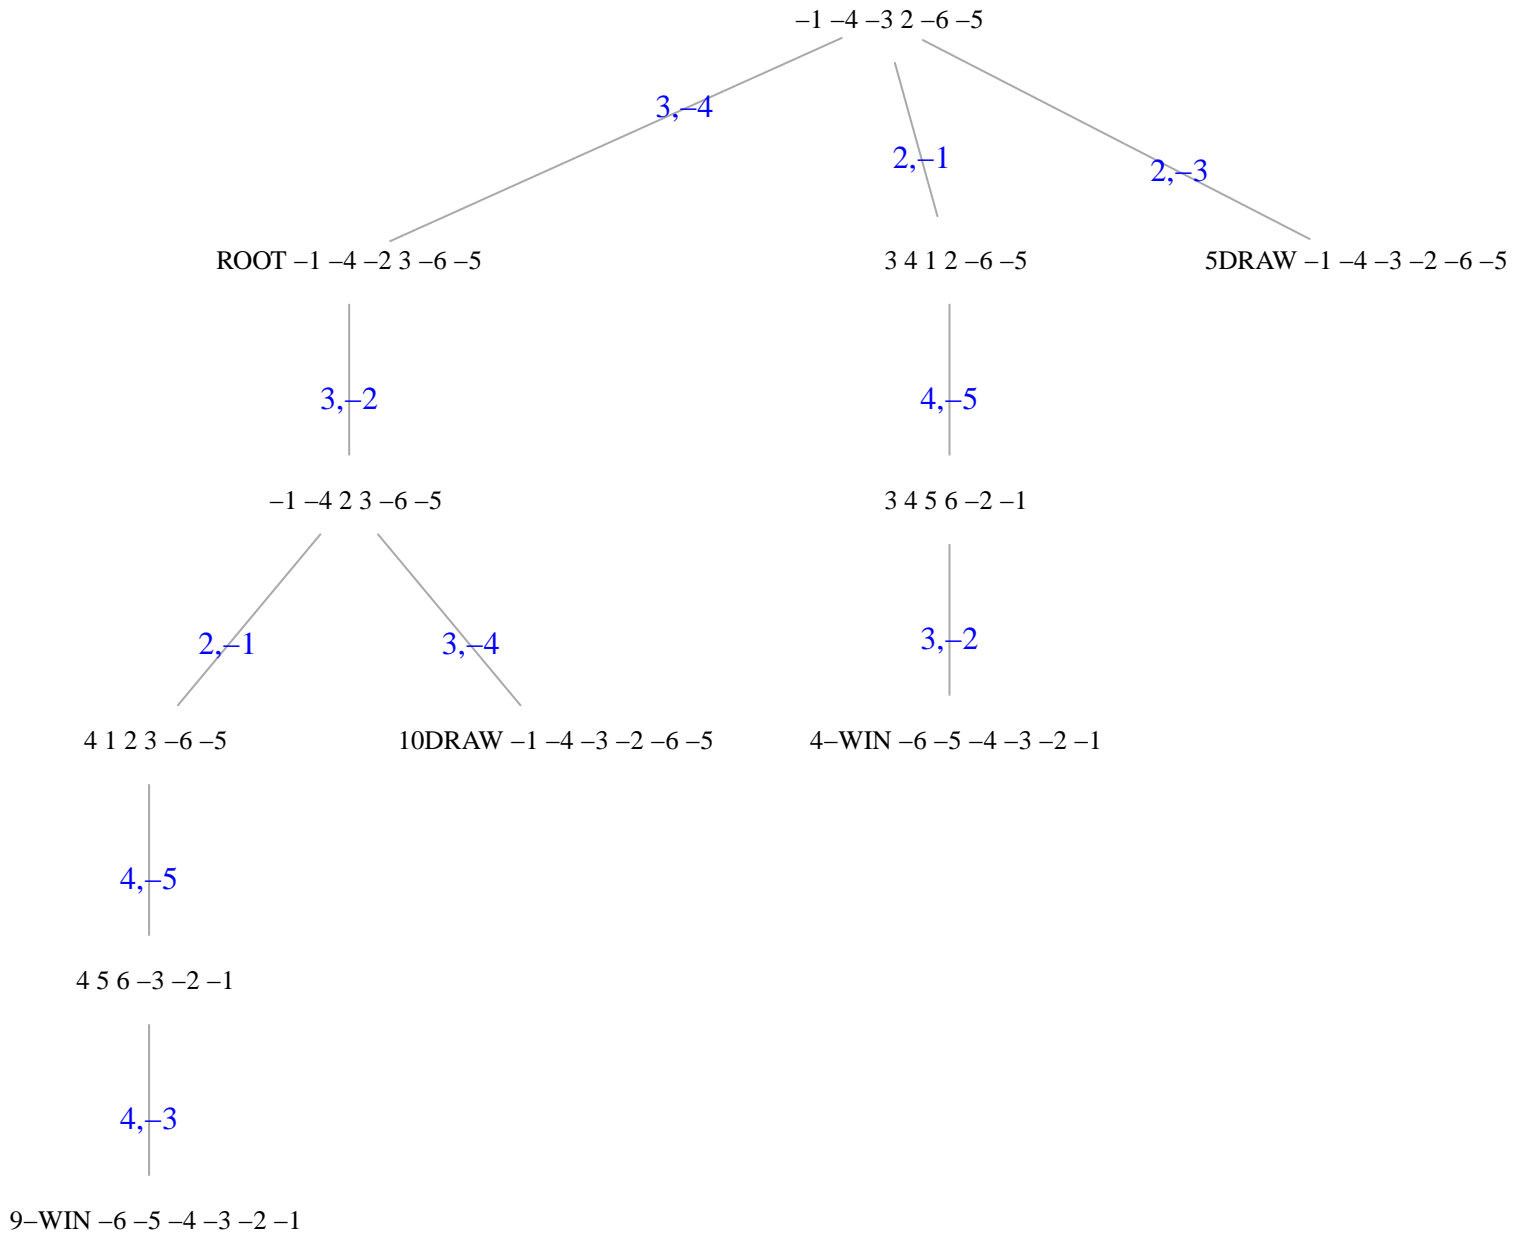 –1 –4 –3 2 –6 –5
3,–4
2,–1
2,–3
ROOT –1 –4 –2 3 –6 –5
3 4 1 2 –6 –5
5DRAW –1 –4 –3 –2 –6 –5
3,–2
4,–5
–1 –4 2 3 –6 –5
3 4 5 6 –2 –1
2,–1
3,–4
3,–2
4 1 2 3 –6 –5
10DRAW –1 –4 –3 –2 –6 –5
4–WIN –6 –5 –4 –3 –2 –1
4,–5
4 5 6 –3 –2 –1
4,–3
9–WIN –6 –5 –4 –3 –2 –1